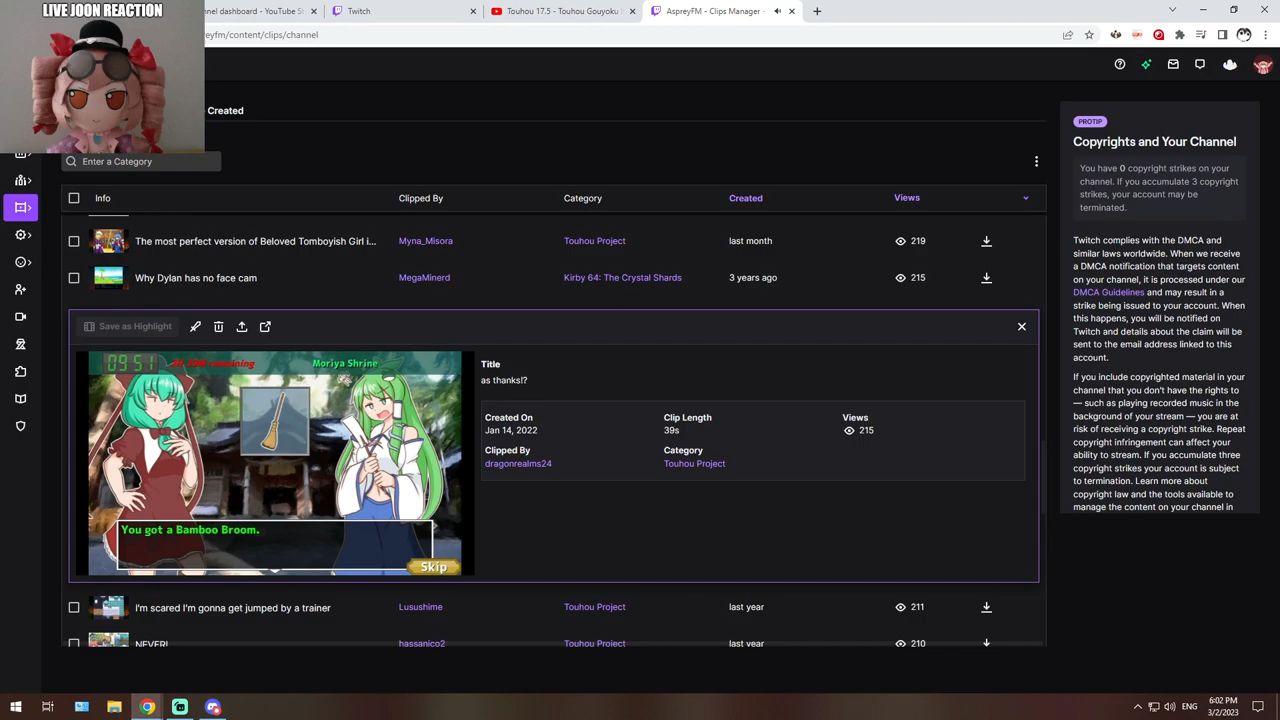 LIVE JOON REACTION
nnel dashboard - YouTube St
Twitch
Touhou 17.5 - Touhou Gouyoku I
AspreyFM - Clips Manager -
eyfm/content/clips/channel
Created
Enter a Category
Info Clipped By Category Created Views
The most perfect version of Beloved Tomboyish Girl i... Myna_Misora Touhou Project last month 219
Why Dylan has no face cam MegaMinerd Kirby 64: The Crystal Shards 3 years ago 215
Save as Highlight
09:51
remaining
Moriya Shrine
You got a Bamboo Broom.
Skip
Title
as thanks!?
Created On Clip Length Views
Jan 14, 2022 39s 215
Clipped By Category
dragonrealms24 Touhou Project
I'm scared I'm gonna get jumped by a trainer Lusushime Touhou Project last year 211
NEVER! hassanico2 Touhou Project last year 210
PROTIP
Copyrights and Your Channel
You have 0 copyright strikes on
your channel. If you accumulate 3 copyright
strikes, your account may be
terminated.
Twitch complies with the DMCA and
similar laws worldwide. When we receive
a DMCA notification that targets content
on your channel, it is processed under our
DMCA Guidelines and may result in a
strike being issued to your account. When
this happens, you will be notified on
Twitch and details about the claim will be
sent to the email address linked to this
account.
If you include copyrighted material in your
channel that you don't have the rights to
— such as playing recorded music in the
background of your stream — you are at
risk of receiving a copyright strike. Repeat
copyright infringement can affect your
ability to stream. If you accumulate three
copyright strikes your account is subject
to termination. Learn more about
copyright law and the tools available to
manage the content on your channel in
ENG
6:02 PM
3/2/2023